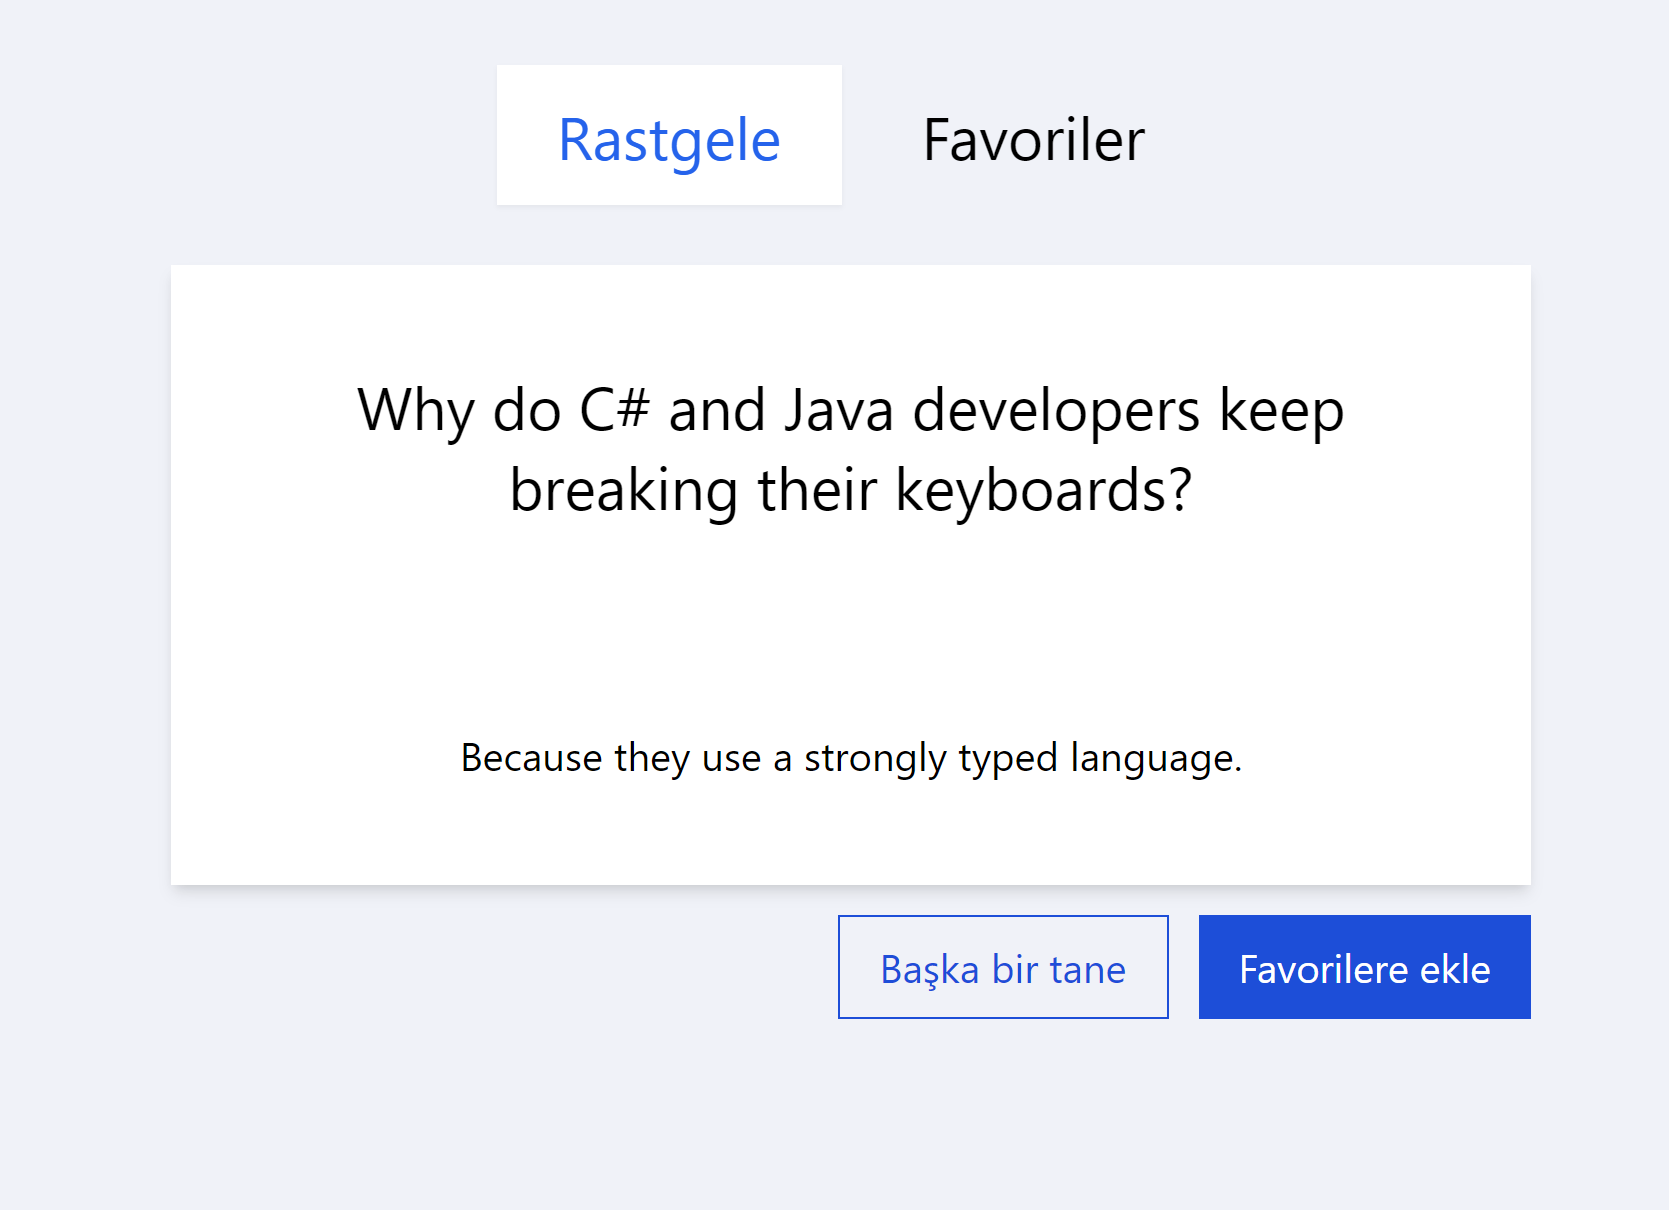 Rastgele
Favoriler
Why do C# and Java developers keep
breaking their keyboards?
Because they use a strongly typed language.
Başka bir tane
Favorilere ekle